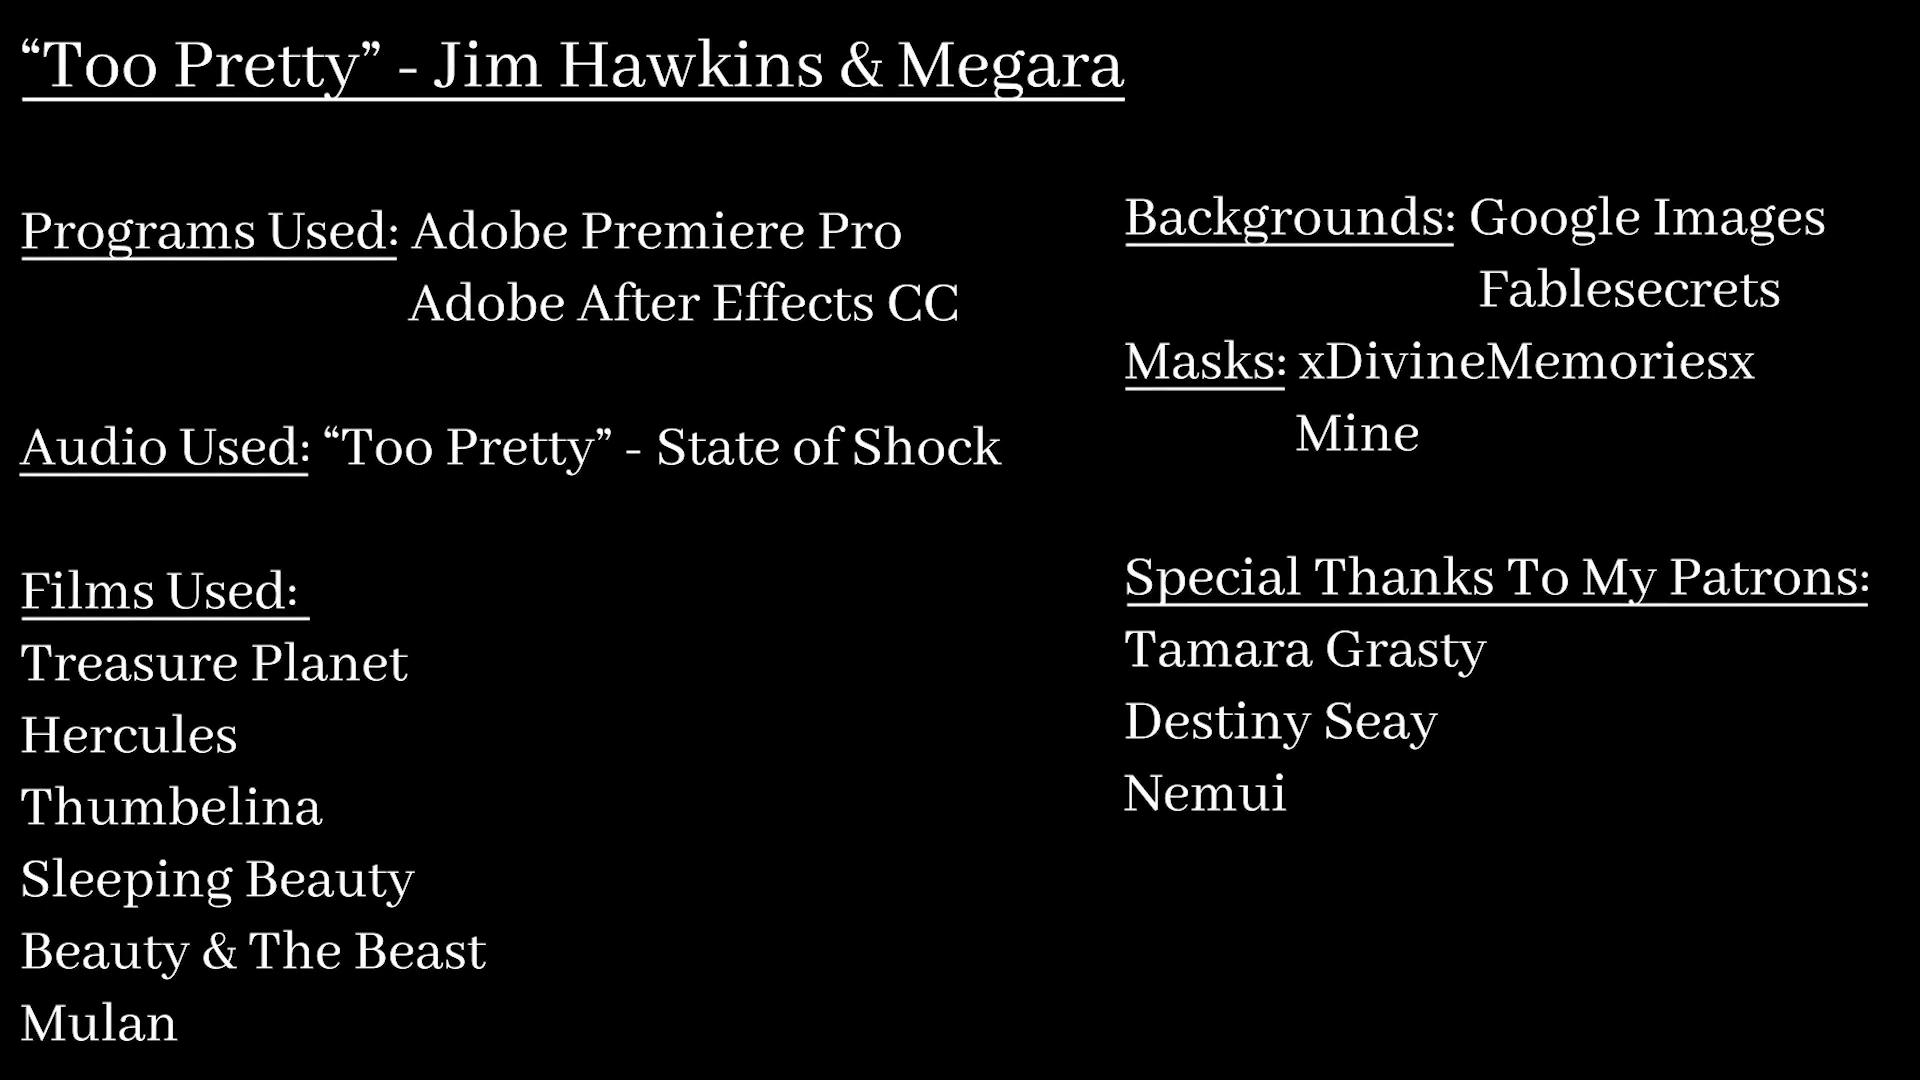 “Too Pretty” - Jim Hawkins & Megara
Programs Used: Adobe Premiere Pro
Adobe After Effects CC
Audio Used: “Too Pretty” - State of Shock
Films Used:
Treasure Planet
Hercules
Thumbelina
Sleeping Beauty
Beauty & The Beast
Mulan
Backgrounds: Google Images
Fablesecrets
Masks: xDivineMemoriesx
Mine
Special Thanks To My Patrons:
Tamara Grasty
Destiny Seay
Nemui